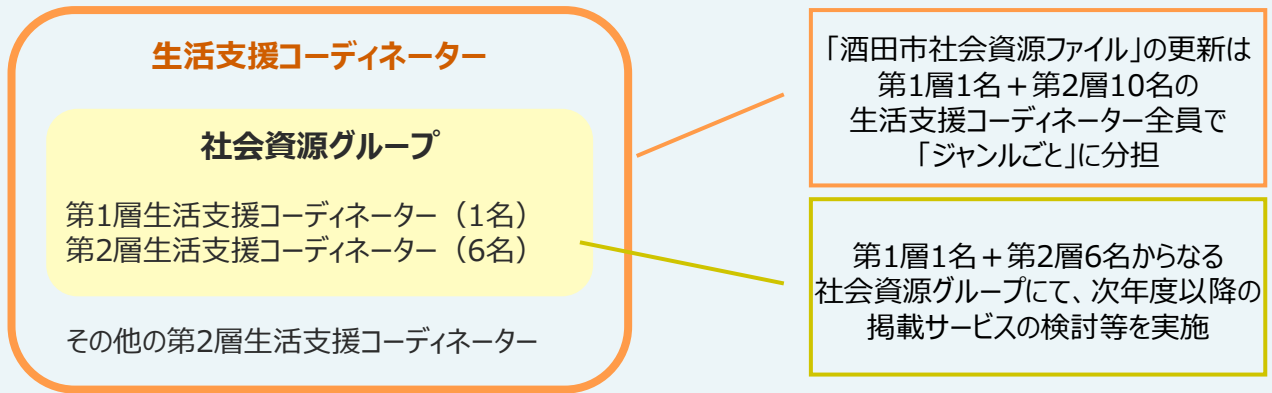 生活支援コーディネーター
社会資源グループ
第1層生活支援コーディネーター（1名）
第2層生活支援コーディネーター（6名）
その他の第2層生活支援コーディネーター
「酒田市社会資源ファイル」の更新は
第1層1名＋第2層10名の
生活支援コーディネーター全員で
「ジャンルごと」に分担
第1層1名＋第2層6名からなる
社会資源グループにて、次年度以降の
掲載サービスの検討等を実施